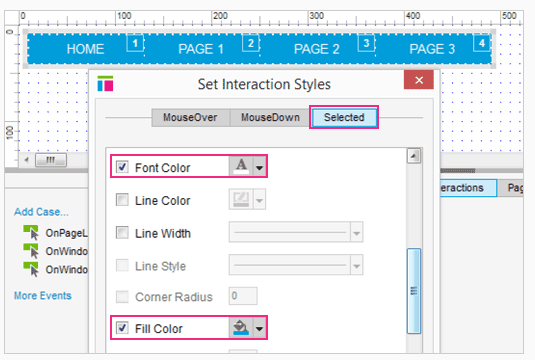 0 100 200 300 400 500
0
HOME 1 PAGE 1 2 PAGE 2 3 PAGE 3 4
Set Interaction Styles
100
MouseOver MouseDown Selected
Font Color A
Line Color
Line Width
Line Style
Corner Radius 0
Fill Color
Add Case...
OnPageL
OnWindo
OnWindo
More Events
eractions Pag